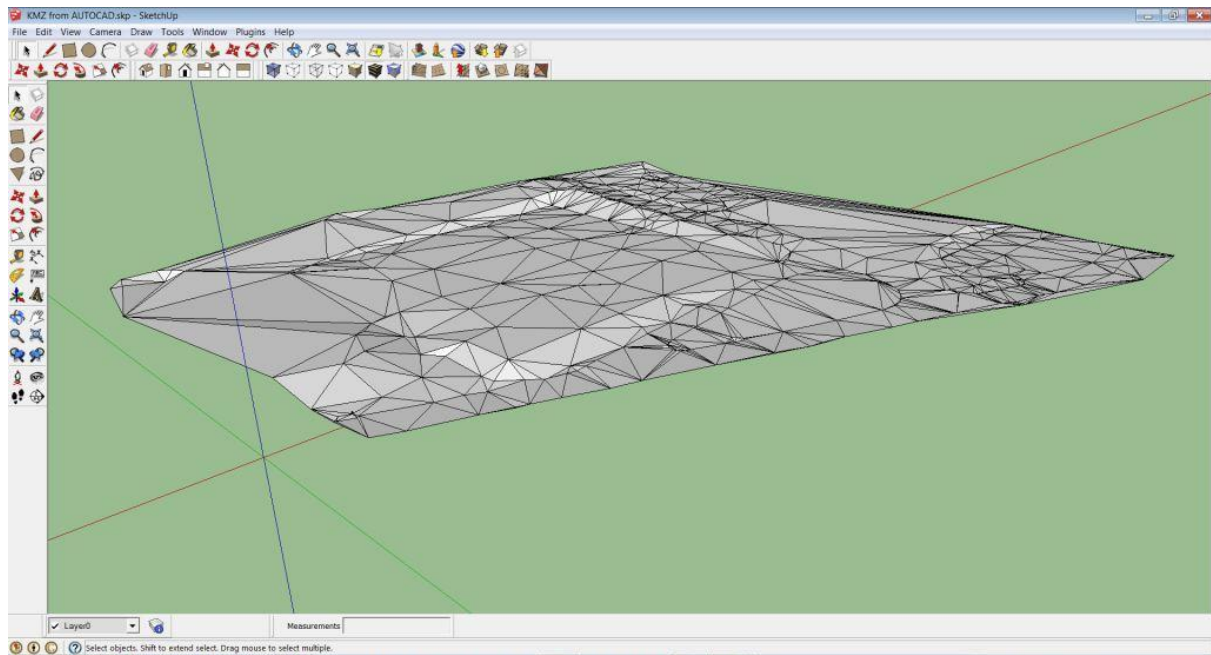 KMZ from AUTOCAD.skp - SketchUp
File Edit View Camera Draw Tools Window Plugins Help
Layer0
Measurements
Select objects. Shift to extend select. Drag mouse to select multiple.